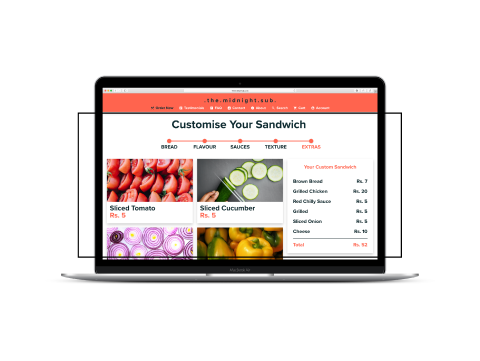 .the.midnight.sub.
Order Now Testimonials FAQ Contact About Search Cart Account
Customise Your Sandwich
BREAD FLAVOUR SAUCES TEXTURE EXTRAS
Sliced Tomato
Rs. 5
Sliced Cucumber
Rs. 5
Your Custom Sandwich
Brown Bread Rs. 7
Grilled Chicken Rs. 20
Red Chilly Sauce Rs. 5
Grilled Rs. 5
Sliced Onion Rs. 5
Cheese Rs. 10
Total Rs. 52
MacBook Air